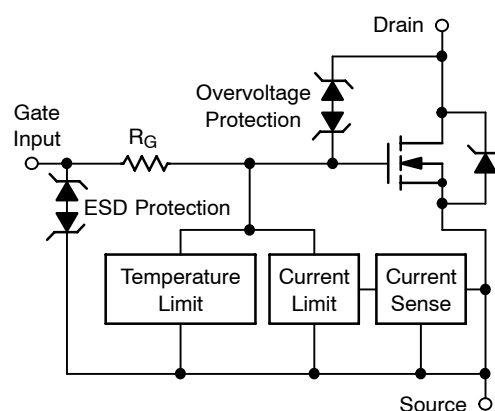 Drain
Overvoltage
Protection
Gate
Input
R_G
ESD Protection
Temperature
Limit
Current
Limit
Current
Sense
Source